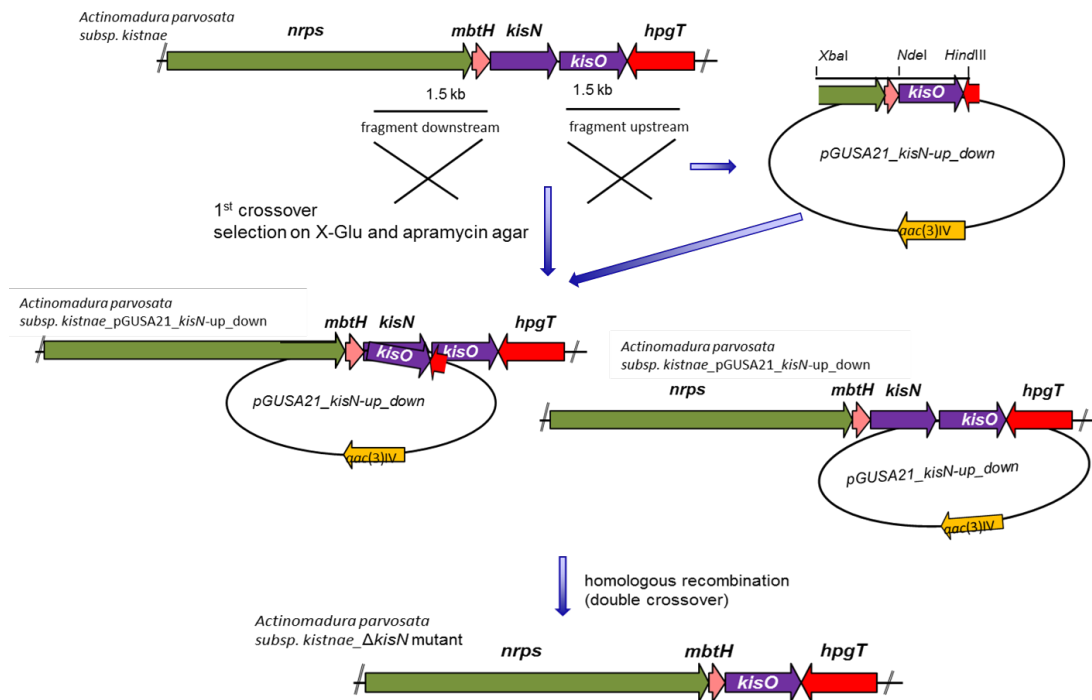 Actinomadura parvosata
subsp. kistnae
nrps
mbtH
kisN
hpgT
kisO
1.5 kb
1.5 kb
fragment downstream
fragment upstream
XbaI
NdeI
HindIII
kisO
pGUSA21_kisN-up_down
aac(3)IV
1st crossover
selection on X-Glu and apramycin agar
Actinomadura parvosata
subsp. kistnae_pGUSA21_kisN-up_down
mbtH
kisN
hpgT
kisO
kisO
pGUSA21_kisN-up_down
aac(3)IV
Actinomadura parvosata
subsp. kistnae_pGUSA21_kisN-up_down
nrps
mbtH
kisN
hpgT
kisO
pGUSA21_kisN-up_down
aac(3)IV
homologous recombination
(double crossover)
Actinomadura parvosata
subsp. kistnae_ΔkisN mutant
nrps
mbtH
hpgT
kisO